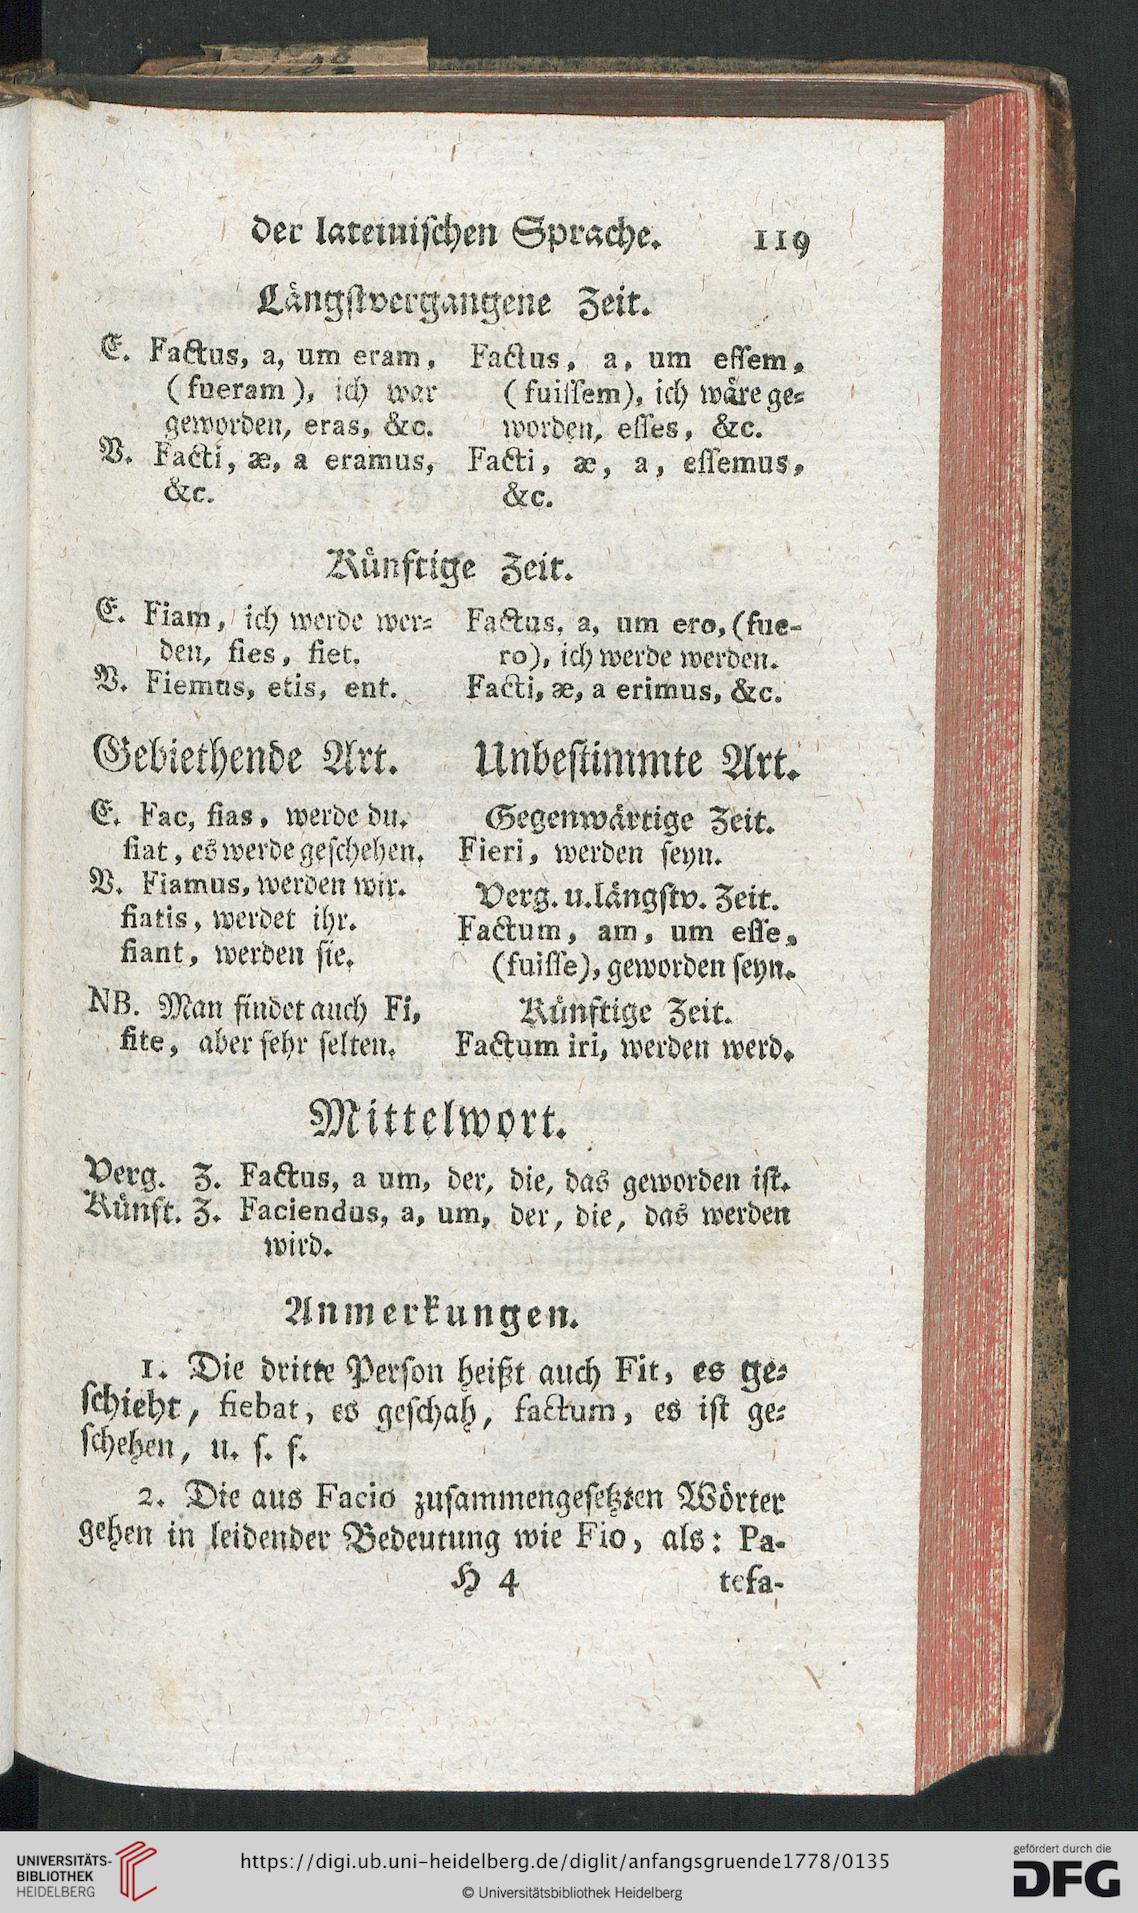 der lateinischen Sprache. 119
Längstvergangene Zeit.
E. Factus, a, um eram,
(fueram), ich war
geworden, eras, &c.
V. Facti, æ, a eramus,
&c.
Factus, a, um essem,
(fuissem), ich wäre ge=
worden, esses, &c.
Facti, æ, a, essemus,
&c.
Künftige Zeit.
E. Fiam, ich werde wer=
den, fies, fiet.
V. Fiemus, etis, ent.
Factus, a, um ero, (fue-
ro), ich werde werden.
Facti, æ, a erimus, &c.
Gebiethende Art.
E. Fac, fias, werde du.
fiat, es werde geschehen.
V. Fiamus, werden wir.
fiatis, werdet ihr.
fiant, werden sie.
NB. Man findet auch Fi,
fite, aber sehr selten.
Unbestimmte Art.
Gegenwärtige Zeit.
Fieri, werden seyn.
Verg. u. längstv. Zeit.
Factum, am, um esse,
(fuisse), geworden seyn.
Künftige Zeit.
Factum iri, werden werd.
Mittelwort.
Verg. Z. Factus, a um, der, die, das geworden ist.
Künft. Z. Faciendus, a, um, der, die, das werden
wird.
Anmerkungen.
1. Die dritte Person heißt auch Fit, es ge=
schieht, fiebat, es geschah, factum, es ist ge=
schehen, u. s. f.
2. Die aus Facio zusammengesetzten Wörter
gehen in leidender Bedeutung wie Fio, als: Pa-
H 4 tefa-
UNIVERSITÄTS-
BIBLIOTHEK
HEIDELBERG
https://digi.ub.uni-heidelberg.de/diglit/anfangsgruende1778/0135
© Universitätsbibliothek Heidelberg
gefördert durch die
DFG